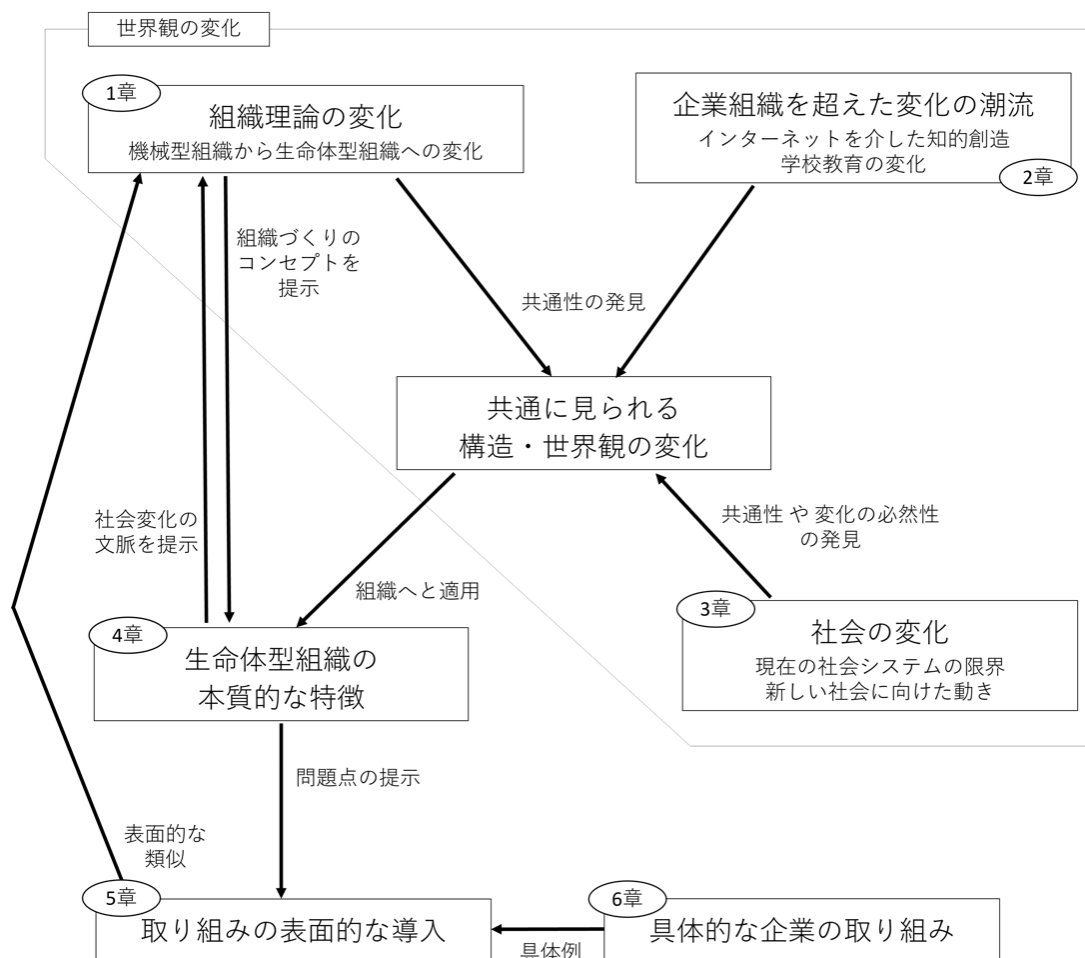 世界観の変化
1章
組織理論の変化
機械型組織から生命体型組織への変化
企業組織を超えた変化の潮流
インターネットを介した知的創造
学校教育の変化
2章
組織づくりの
コンセプトを
提示
共通性の発見
共通に見られる
構造・世界観の変化
社会変化の
文脈を提示
共通性 や 変化の必然性
の発見
組織へと適用
3章
社会の変化
現在の社会システムの限界
新しい社会に向けた動き
4章
生命体型組織の
本質的な特徴
問題点の提示
表面的な
類似
5章
取り組みの表面的な導入
6章
具体的な企業の取り組み
具体例